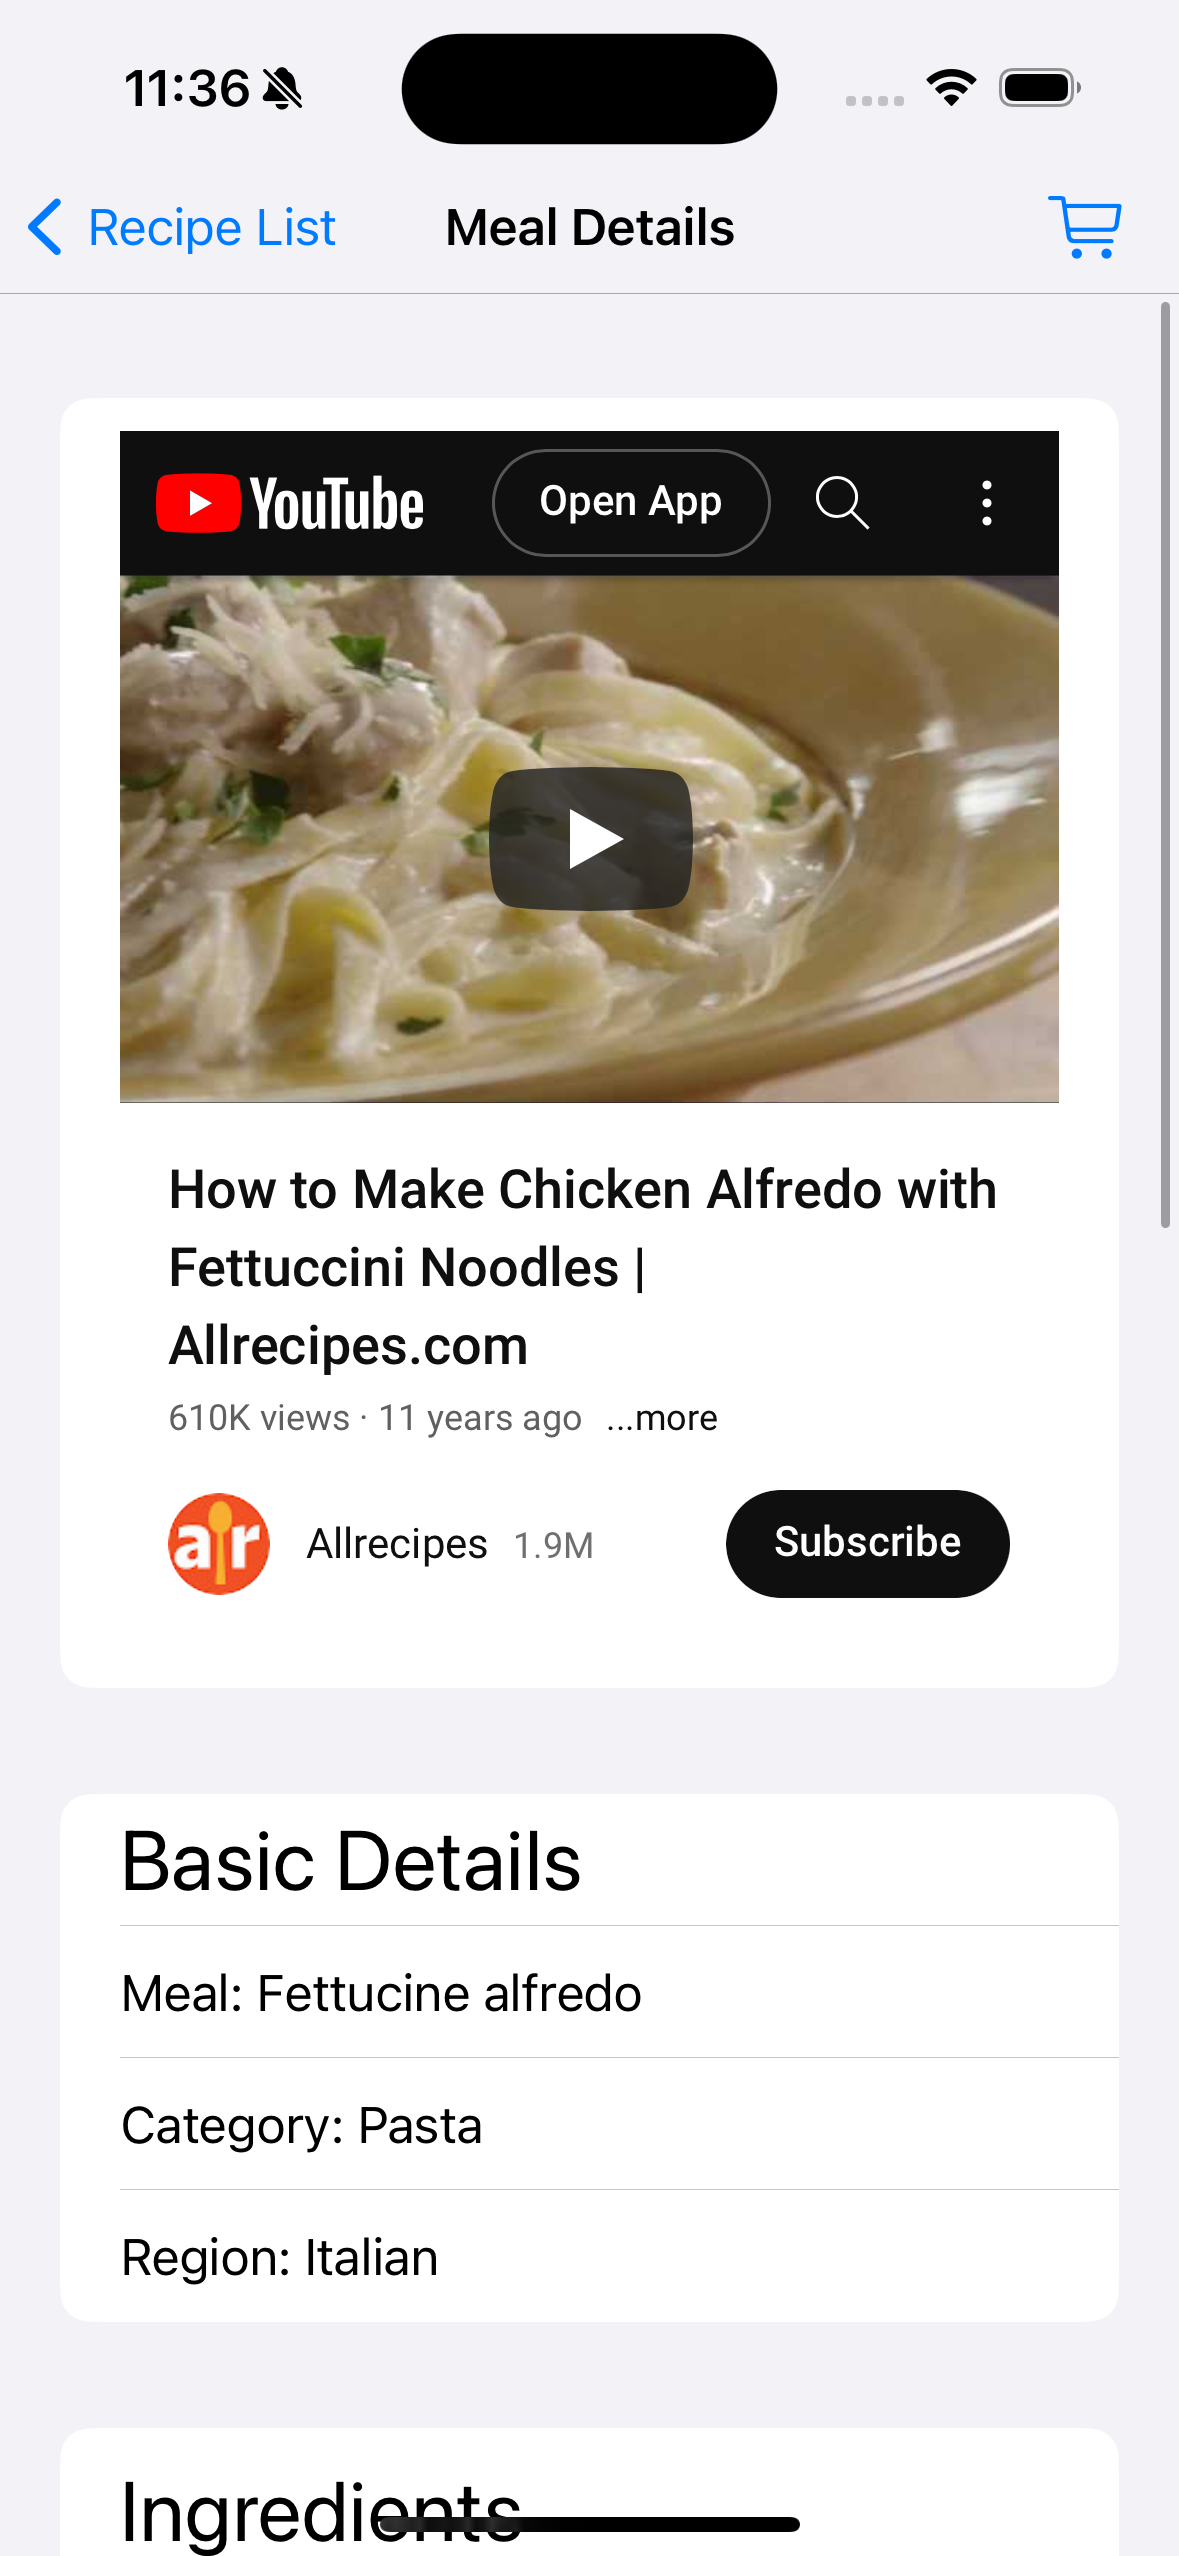 11:36
Recipe List
Meal Details
YouTube
Open App
How to Make Chicken Alfredo with
Fettuccini Noodles |
Allrecipes.com
610K views · 11 years ago ...more
ar
Allrecipes 1.9M
Subscribe
Basic Details
Meal: Fettucine alfredo
Category: Pasta
Region: Italian
Ingredients